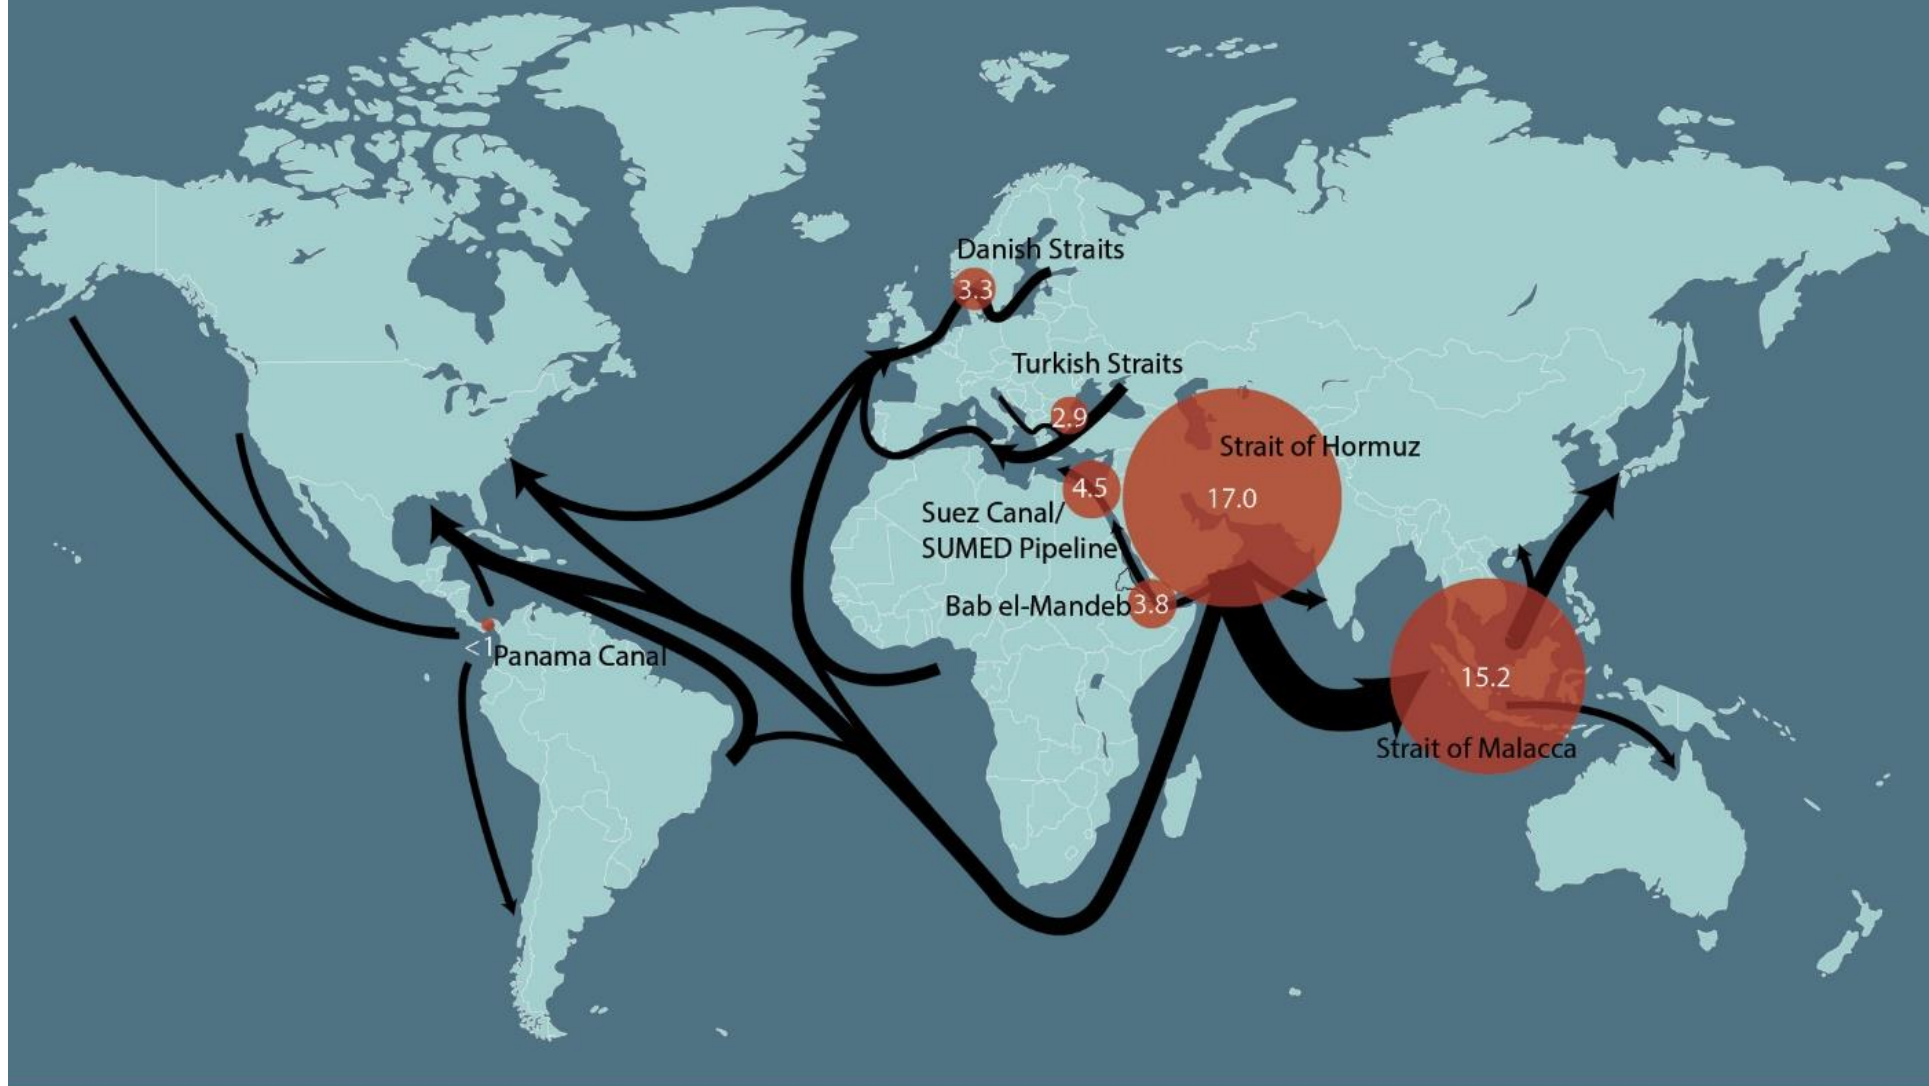 Danish Straits
3.3
Turkish Straits
2.9
Strait of Hormuz
17.0
4.5
Suez Canal/
SUMED Pipeline
Bab el-Mandeb 3.8
<1
Panama Canal
15.2
Strait of Malacca